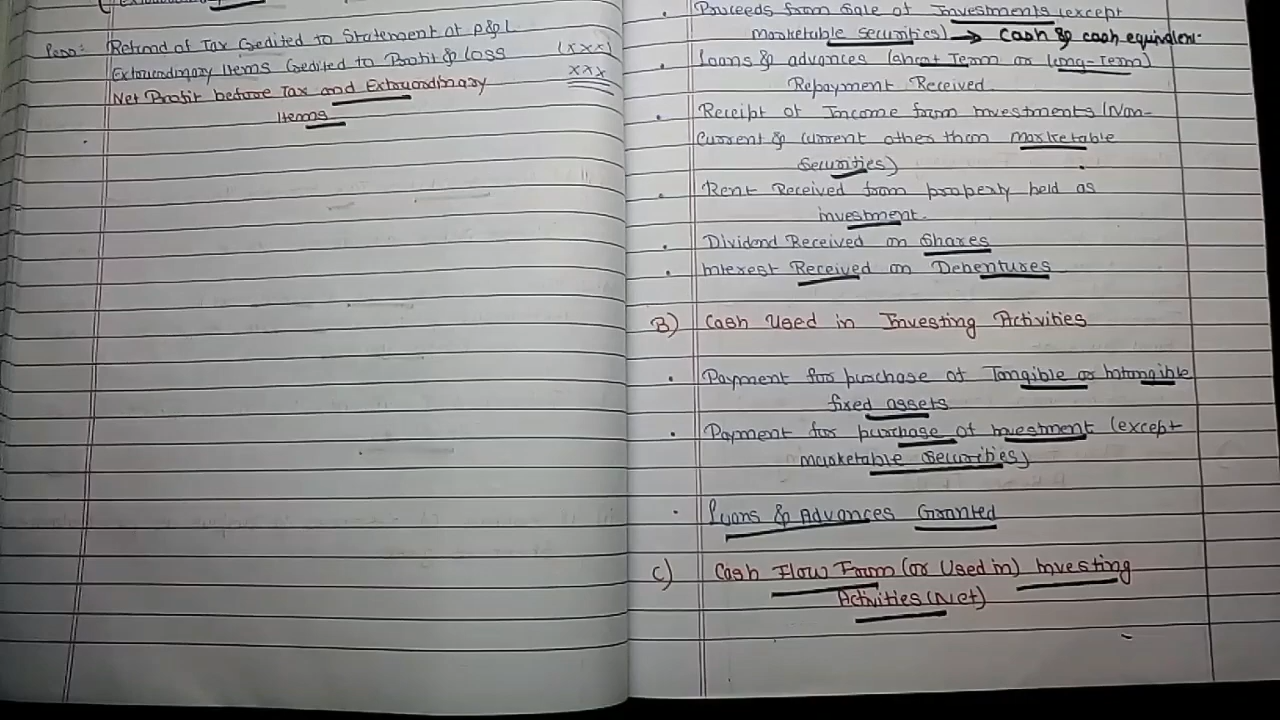 Less: Refund of Tax Credited to Statement of P&L
Extraordinary Items Credited to Profit & Loss (xxx)
Net Profit before Tax and Extraordinary xxx
Items
Proceeds from Sale of Investments (except
marketable securities) → Cash & cash equivalent.
Loans & advances (short Term or Long-Term)
Repayment Received.
Receipt of Income from Investments (Non-
Current & Current other than marketable
Securities)
Rent Received from property held as
investment.
Dividend Received on Shares
Interest Received on Debentures
B) Cash Used in Investing Activities
Payment for purchase of Tangible or Intangible
fixed assets
Payment for purchase of Investment (except
marketable securities)
Loans & Advances Granted
C) Cash Flow From (or Used in) Investing
Activities (Net)